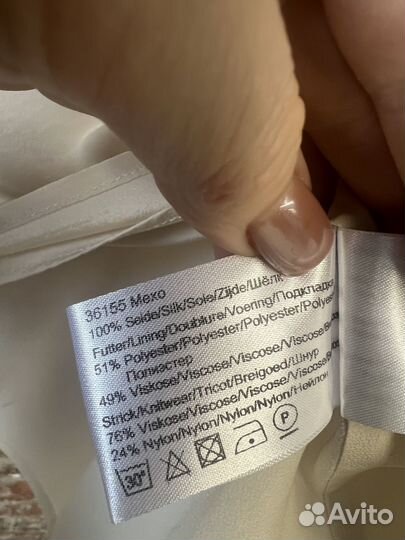 36155 Mexo
100% Seide/Silk/Soie/Zijde/Шёлк
Futter/Lining/Doublure/Voering/Подкладка
51% Polyester/Polyester/Polyester/
Полиэстер
49% Viskose/Viscose/Viscose/Viscose/
Strick/Knitwear/Tricot/Breigoed/Шнур
76% Viskose/Viscose/Viscose/Viscose/
24% Nylon/Nylon/Nylon/Nylon/Нейлон
30° P
Avito